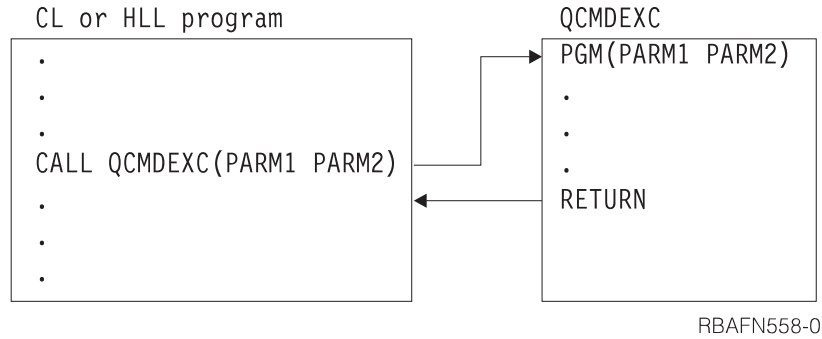 CL or HLL program
.
.
.
CALL QCMDEXC(PARM1 PARM2)
.
.
.
QCMDEXC
PGM(PARM1 PARM2)
.
.
.
RETURN
RBAFN558-0